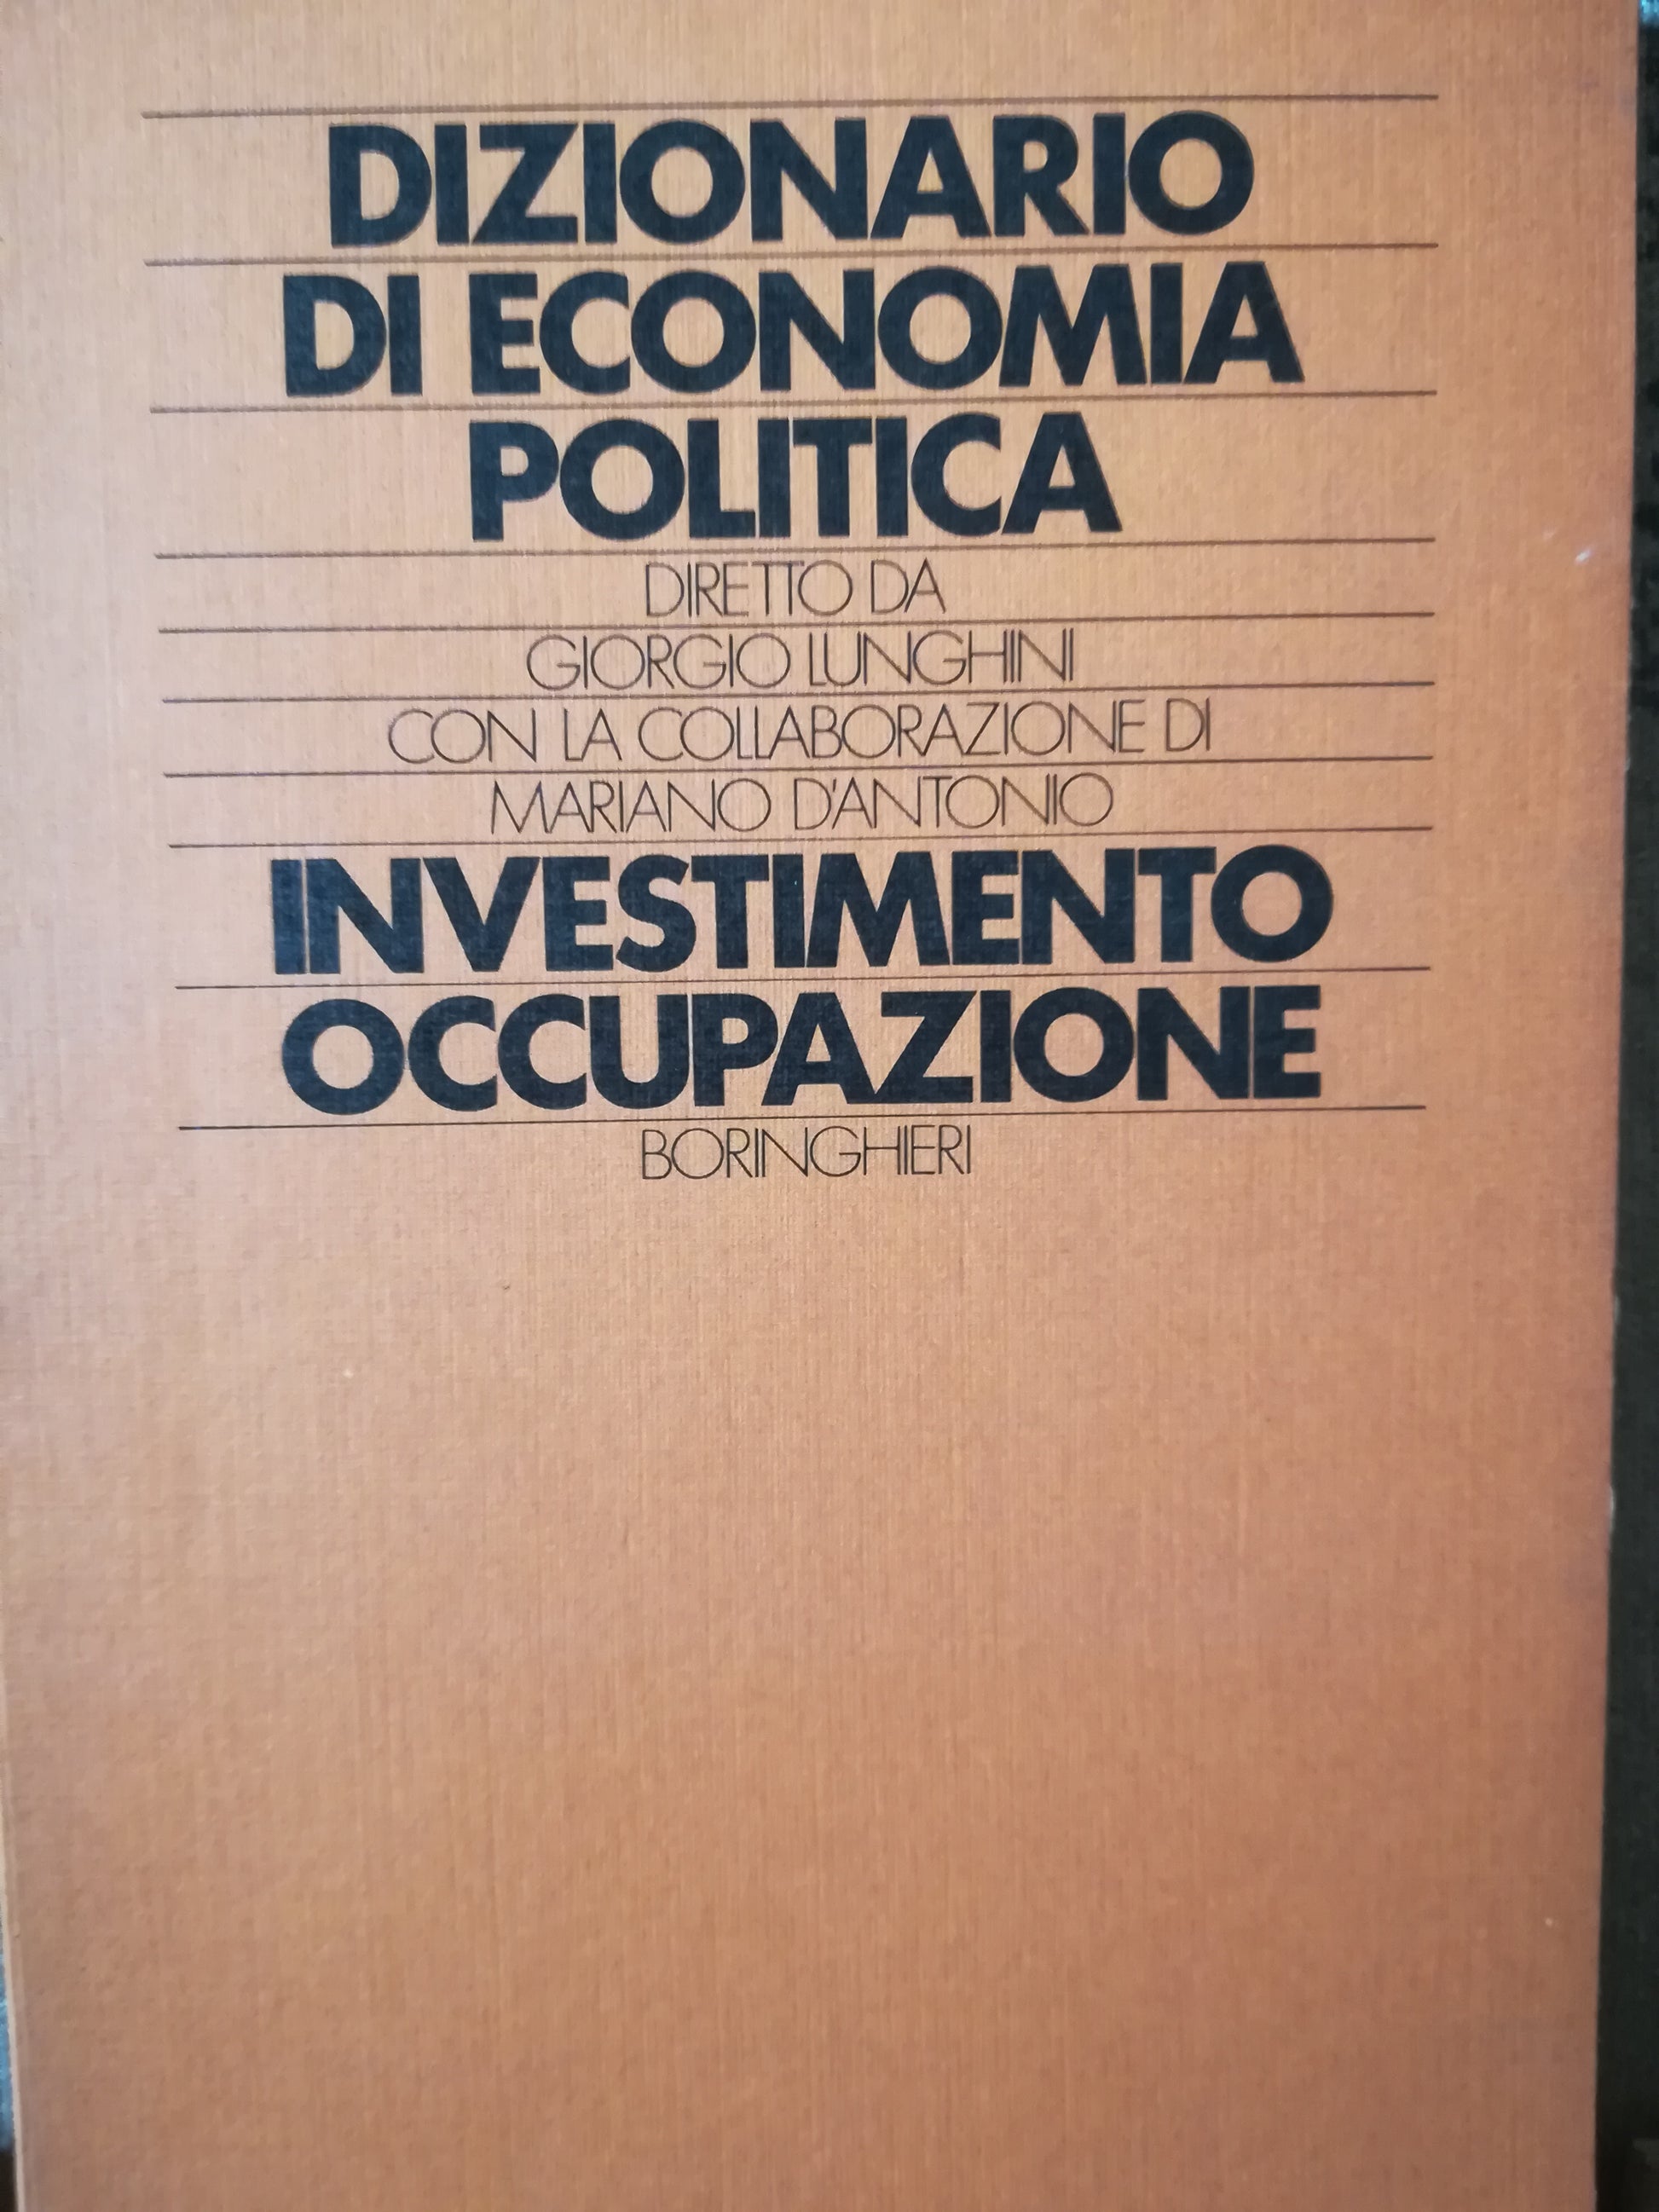 DIZIONARIO
DI ECONOMIA
POLITICA
DIRETTO DA
GIORGIO LUNGHINI
CON LA COLLABORAZIONE DI
MARIANO D'ANTONIO
INVESTIMENTO
OCCUPAZIONE
BORINGHIERI